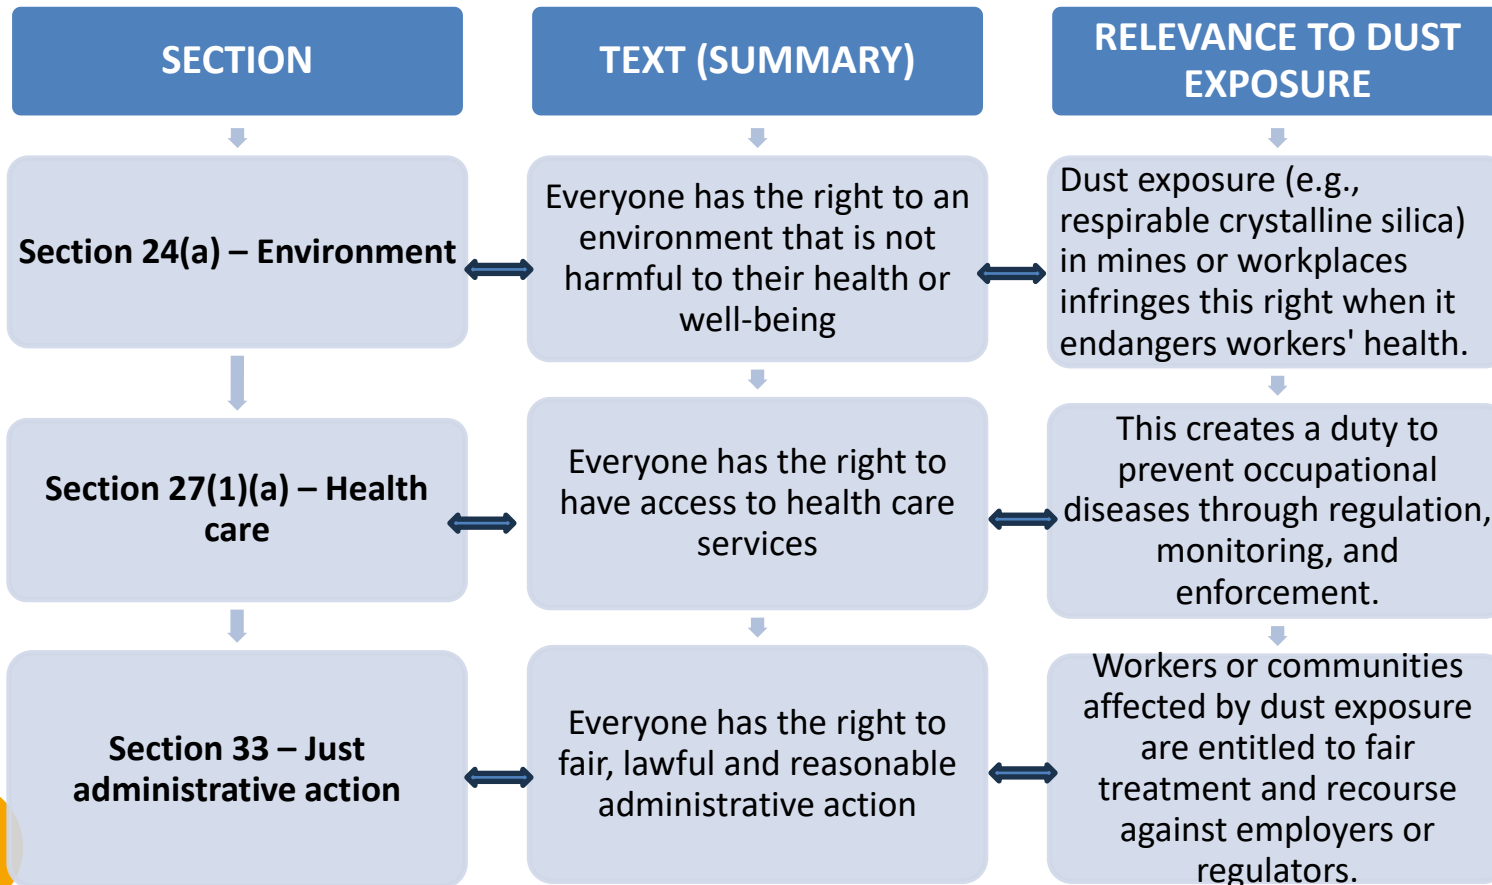 SECTION
TEXT (SUMMARY)
RELEVANCE TO DUST
EXPOSURE
Section 24(a) – Environment
Everyone has the right to an
environment that is not
harmful to their health or
well-being
Dust exposure (e.g.,
respirable crystalline silica)
in mines or workplaces
infringes this right when it
endangers workers' health.
Section 27(1)(a) – Health
care
Everyone has the right to
have access to health care
services
This creates a duty to
prevent occupational
diseases through regulation,
monitoring, and
enforcement.
Section 33 – Just
administrative action
Everyone has the right to
fair, lawful and reasonable
administrative action
Workers or communities
affected by dust exposure
are entitled to fair
treatment and recourse
against employers or
regulators.